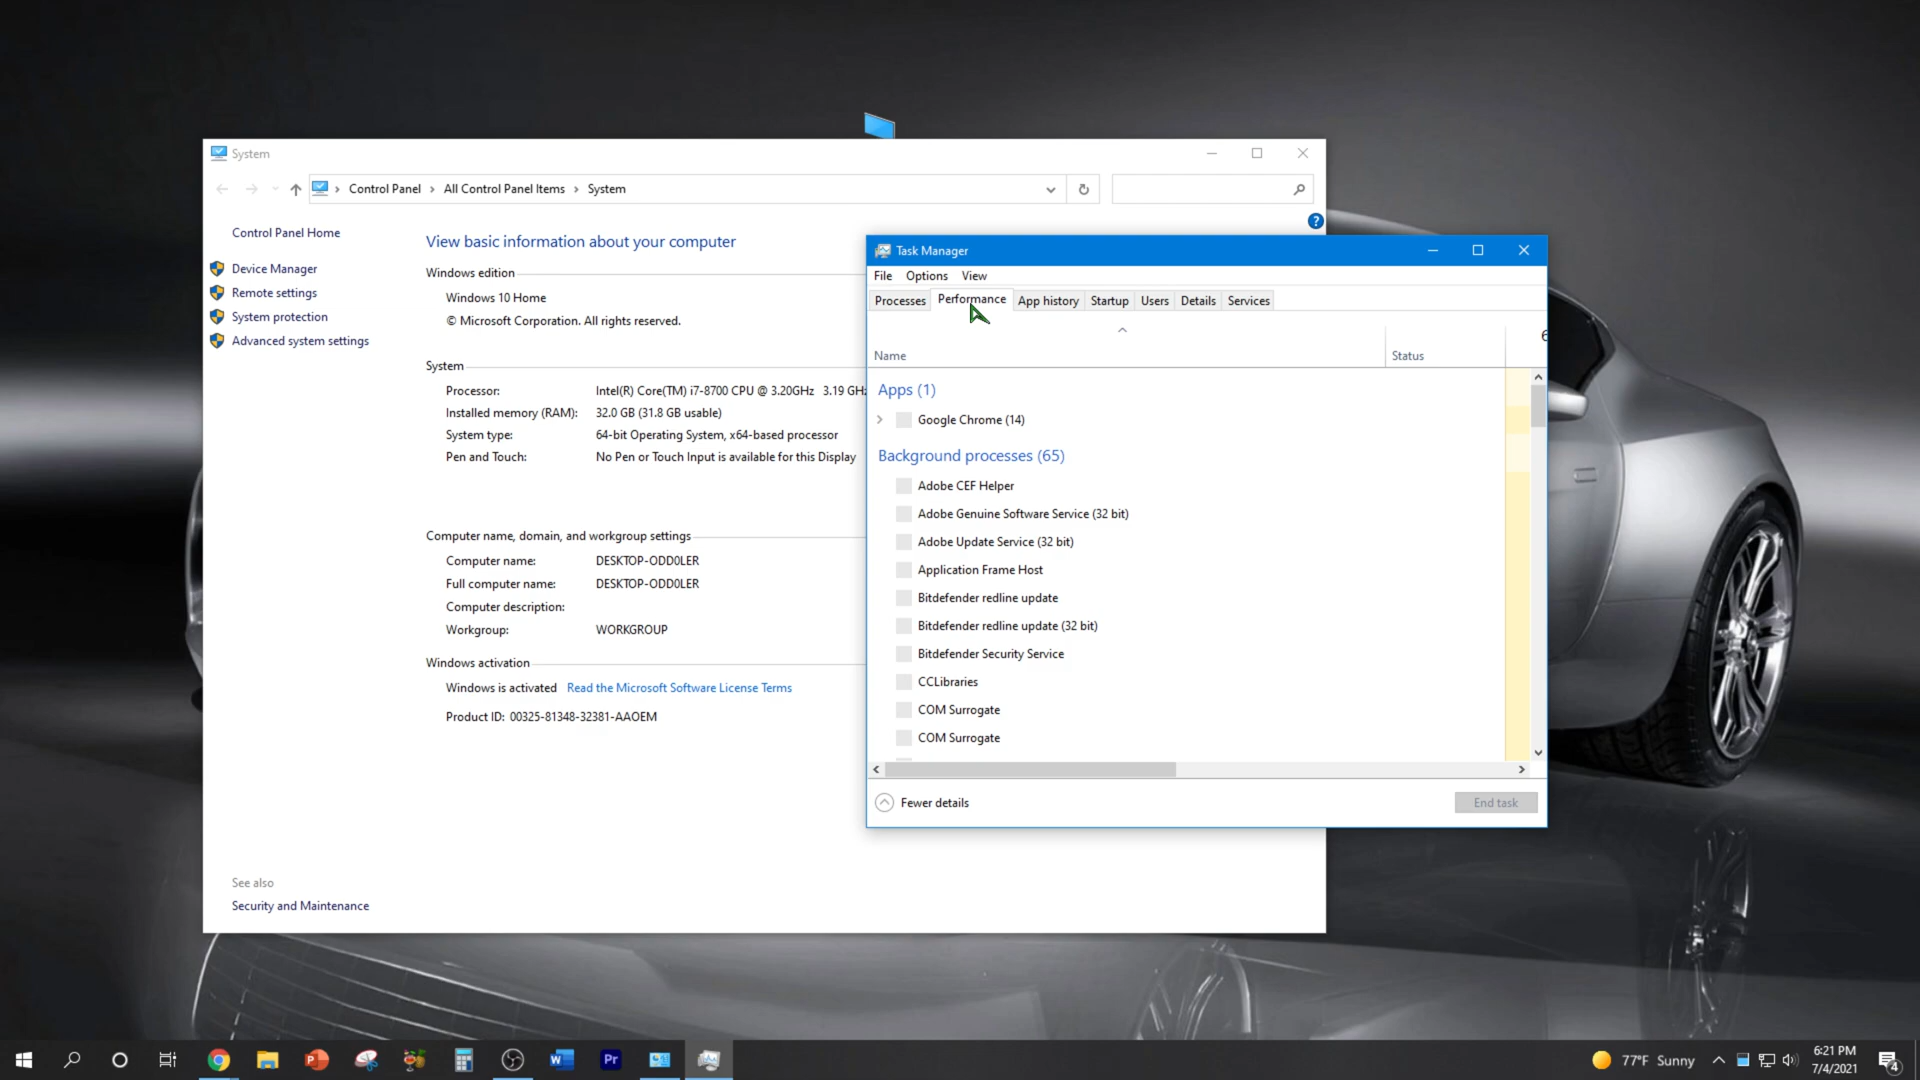 System
Control Panel › All Control Panel Items › System
Control Panel Home
Device Manager
Remote settings
System protection
Advanced system settings
View basic information about your computer
Windows edition
Windows 10 Home
© Microsoft Corporation. All rights reserved.
System
Processor: Intel(R) Core(TM) i7-8700 CPU @ 3.20GHz 3.19 GHz
Installed memory (RAM): 32.0 GB (31.8 GB usable)
System type: 64-bit Operating System, x64-based processor
Pen and Touch: No Pen or Touch Input is available for this Display
Computer name, domain, and workgroup settings
Computer name: DESKTOP-ODD0LER
Full computer name: DESKTOP-ODD0LER
Computer description:
Workgroup: WORKGROUP
Windows activation
Windows is activated Read the Microsoft Software License Terms
Product ID: 00325-81348-32381-AAOEM
See also
Security and Maintenance
?
Task Manager
File Options View
Processes Performance App history Startup Users Details Services
Name Status
Apps (1)
Google Chrome (14)
Background processes (65)
Adobe CEF Helper
Adobe Genuine Software Service (32 bit)
Adobe Update Service (32 bit)
Application Frame Host
Bitdefender redline update
Bitdefender redline update (32 bit)
Bitdefender Security Service
CCLibraries
COM Surrogate
COM Surrogate
Fewer details
End task
P W Pr
77°F Sunny
6:21 PM
7/4/2021
4